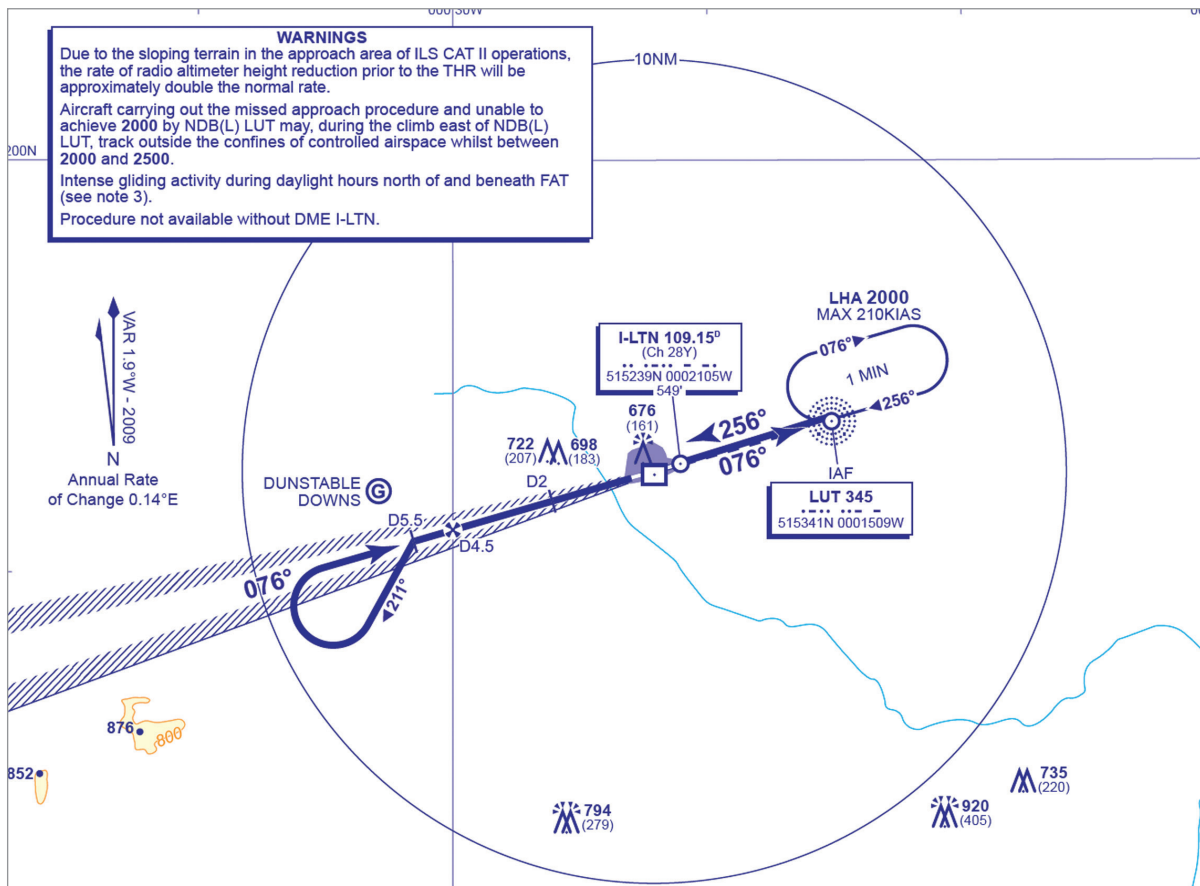 000 30W
WARNINGS
Due to the sloping terrain in the approach area of ILS CAT II operations,
the rate of radio altimeter height reduction prior to the THR will be
approximately double the normal rate.
Aircraft carrying out the missed approach procedure and unable to
achieve 2000 by NDB(L) LUT may, during the climb east of NDB(L)
LUT, track outside the confines of controlled airspace whilst between
2000 and 2500.
Intense gliding activity during daylight hours north of and beneath FAT
(see note 3).
Procedure not available without DME I-LTN.
10NM
200N
VAR 1.9°W - 2009
N
Annual Rate
of Change 0.14°E
LHA 2000
MAX 210KIAS
076°
1 MIN
256°
I-LTN 109.15D
(Ch 28Y)
515239N 0002105W
549'
676
(161)
256°
076°
IAF
LUT 345
515341N 0001509W
722
(207)
698
(183)
D2
DUNSTABLE
DOWNS
G
D5.5
D4.5
076°
211°
876
800
852
794
(279)
920
(405)
735
(220)